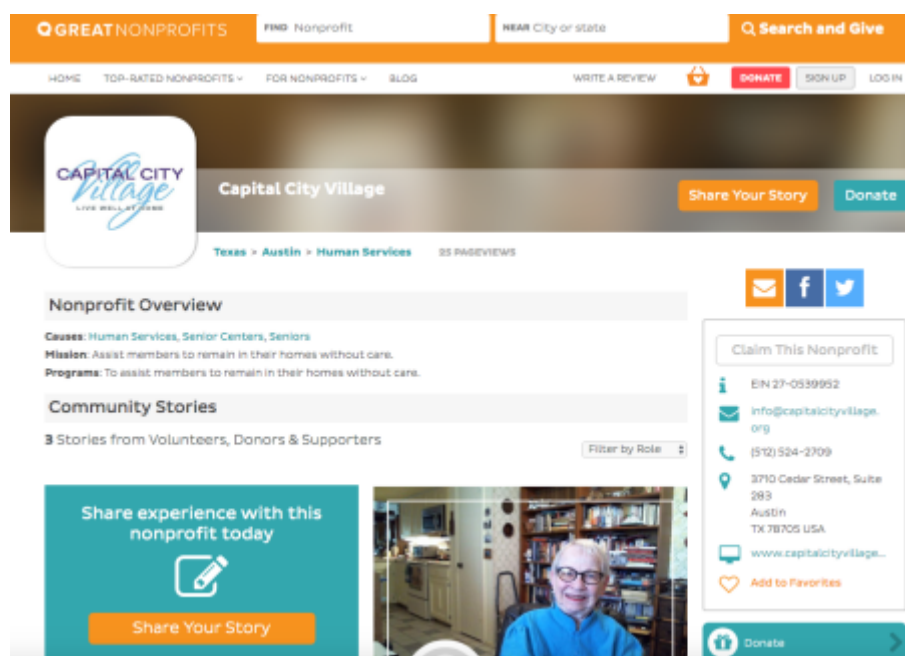 GREATNONPROFITS
FIND Nonprofit
NEAR City or state
Search and Give
HOME TOP-RATED NONPROFITS FOR NONPROFITS BLOG WRITE A REVIEW DONATE SIGN UP LOG IN
CAPITAL CITY
Village
LIVE WELL AT HOME
Capital City Village
Share Your Story
Donate
Texas > Austin > Human Services 25 PAGEVIEWS
Nonprofit Overview
Causes: Human Services, Senior Centers, Seniors
Mission: Assist members to remain in their homes without care.
Programs: To assist members to remain in their homes without care.
Community Stories
3 Stories from Volunteers, Donors & Supporters
Filter by Role
Share experience with this
nonprofit today
Share Your Story
f
Claim This Nonprofit
EIN 27-0539952
info@capitalcityvillage.
org
(512) 524-2709
3710 Cedar Street, Suite
283
Austin
TX 78705 USA
www.capitalcityvillage...
Add to Favorites
Donate